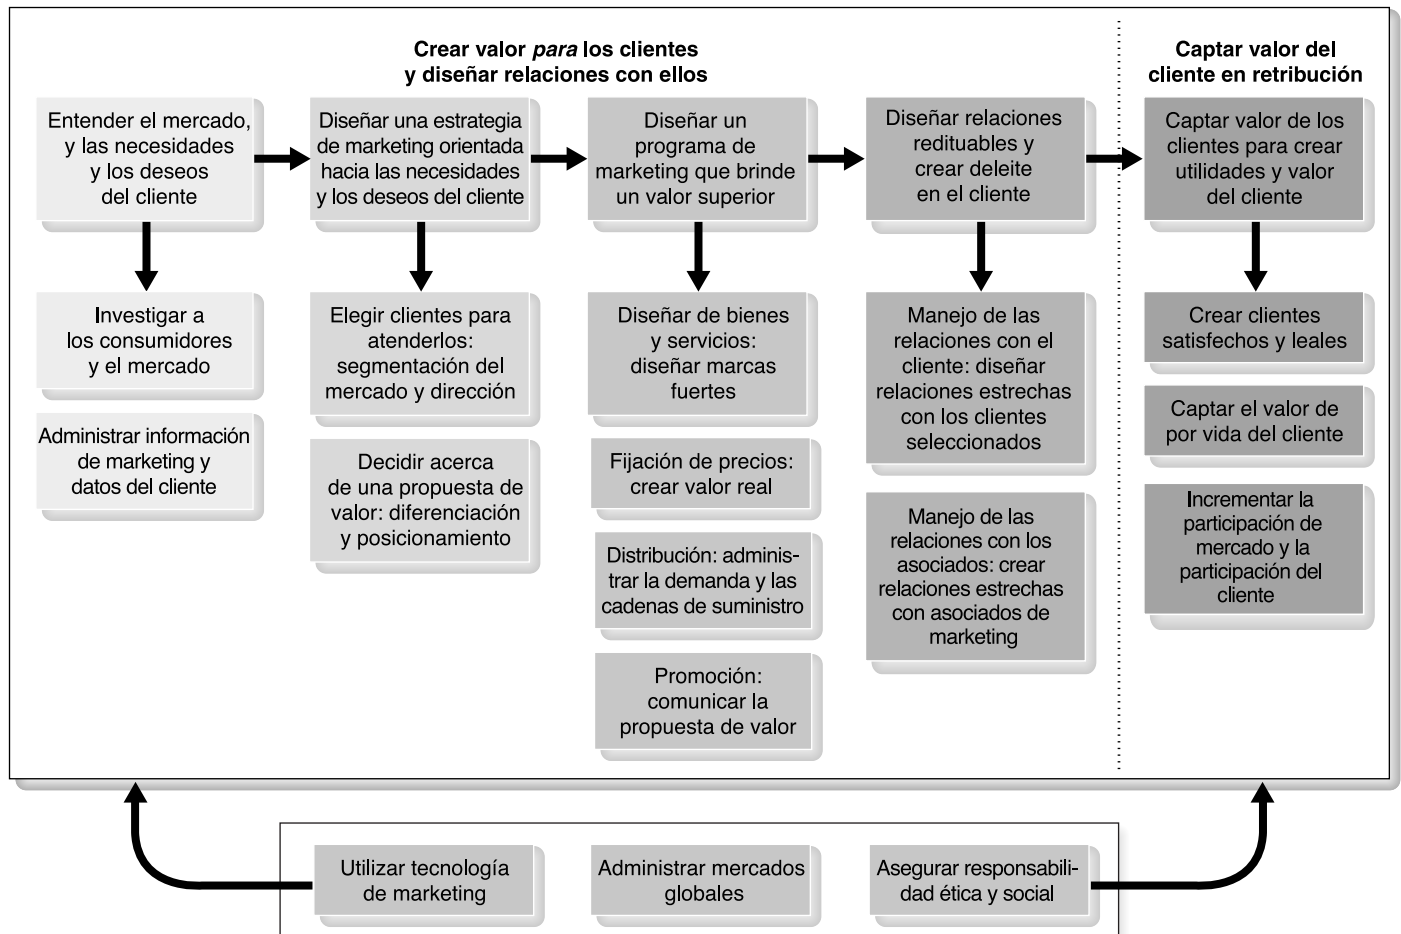 Crear valor para los clientes
y diseñar relaciones con ellos
Captar valor del
cliente en retribución
Entender el mercado,
y las necesidades
y los deseos
del cliente
Diseñar una estrategia
de marketing orientada
hacia las necesidades
y los deseos del cliente
Diseñar un
programa de
marketing que brinde
un valor superior
Diseñar relaciones
redituables y
crear deleite
en el cliente
Captar valor de los
clientes para crear
utilidades y valor
del cliente
Investigar a
los consumidores
y el mercado
Administrar información
de marketing y
datos del cliente
Elegir clientes para
atenderlos:
segmentación del
mercado y dirección
Decidir acerca
de una propuesta de
valor: diferenciación
y posicionamiento
Diseñar de bienes
y servicios:
diseñar marcas
fuertes
Fijación de precios:
crear valor real
Distribución: adminis-
trar la demanda y las
cadenas de suministro
Promoción:
comunicar la
propuesta de valor
Manejo de las
relaciones con el
cliente: diseñar
relaciones estrechas
con los clientes
seleccionados
Manejo de las
relaciones con los
asociados: crear
relaciones estrechas
con asociados de
marketing
Crear clientes
satisfechos y leales
Captar el valor de
por vida del cliente
Incrementar la
participación de
mercado y la
participación del
cliente
Utilizar tecnología
de marketing
Administrar mercados
globales
Asegurar responsabili-
dad ética y social